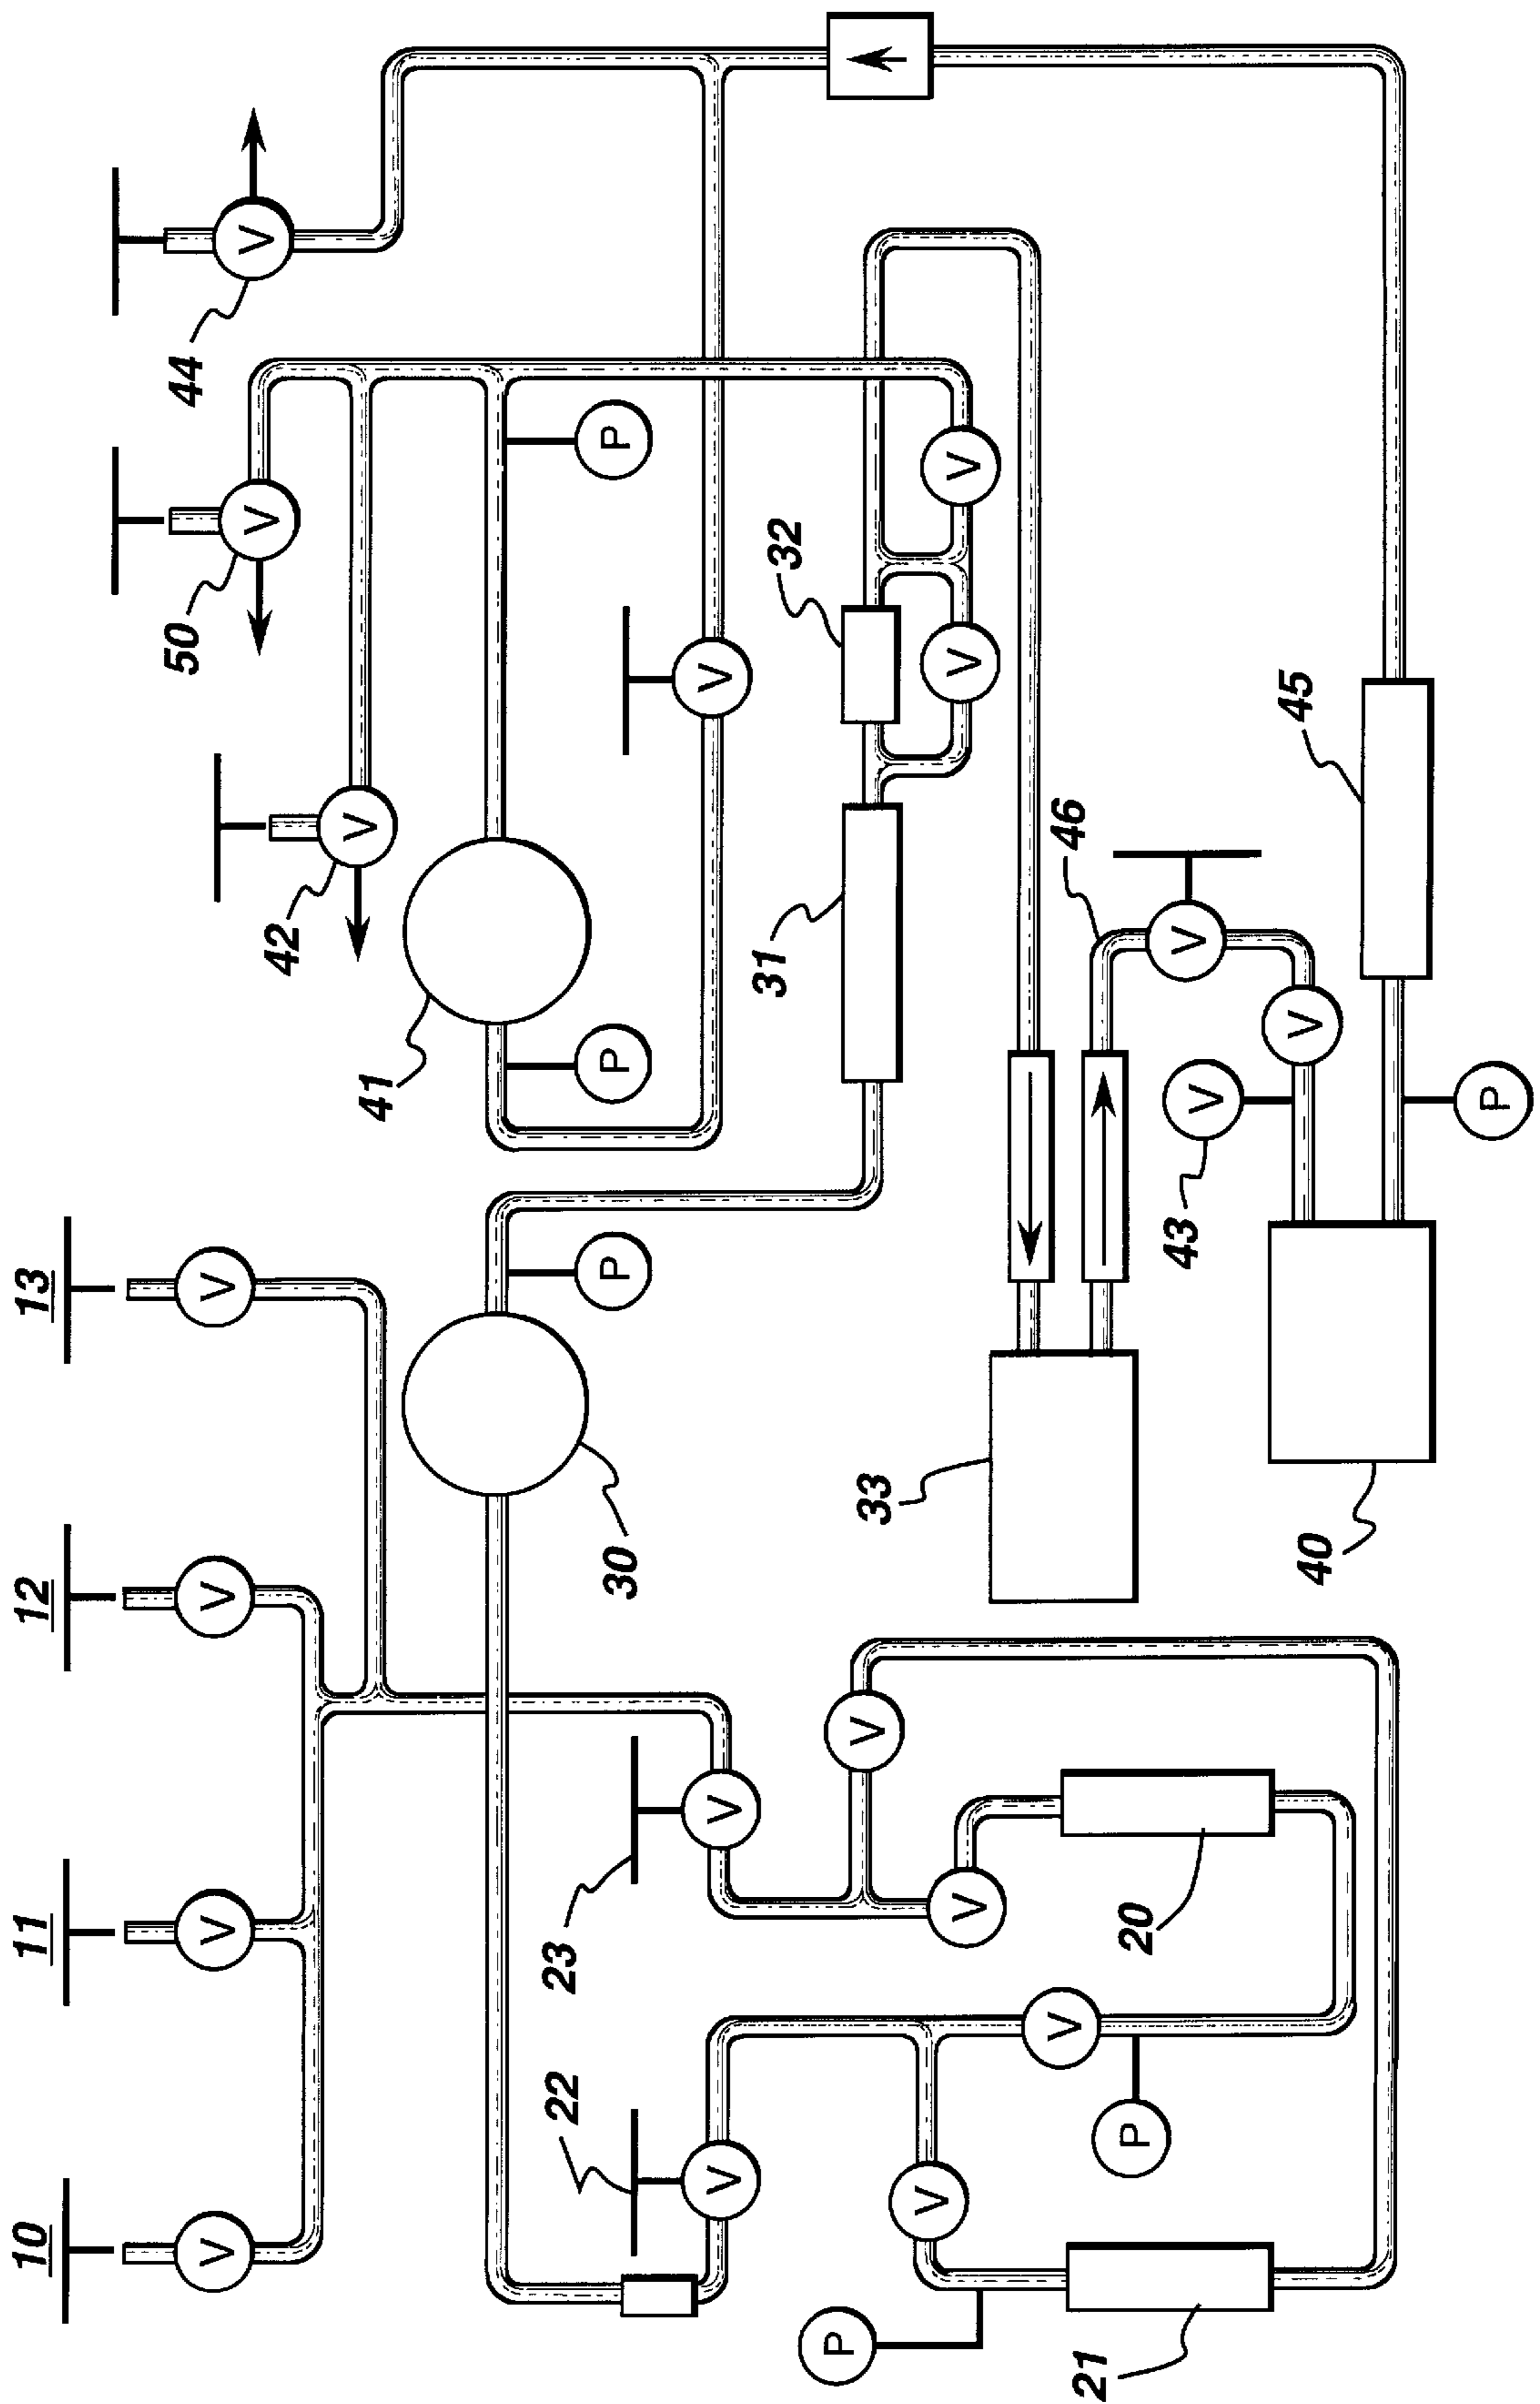 10 11 12 13
50 44
V V V V V V
42
V
41
22 23
30 P P P
V V V
31 32
P
V
33
V V V V
V 46
21
P 20
43 V V
40 V 45
P